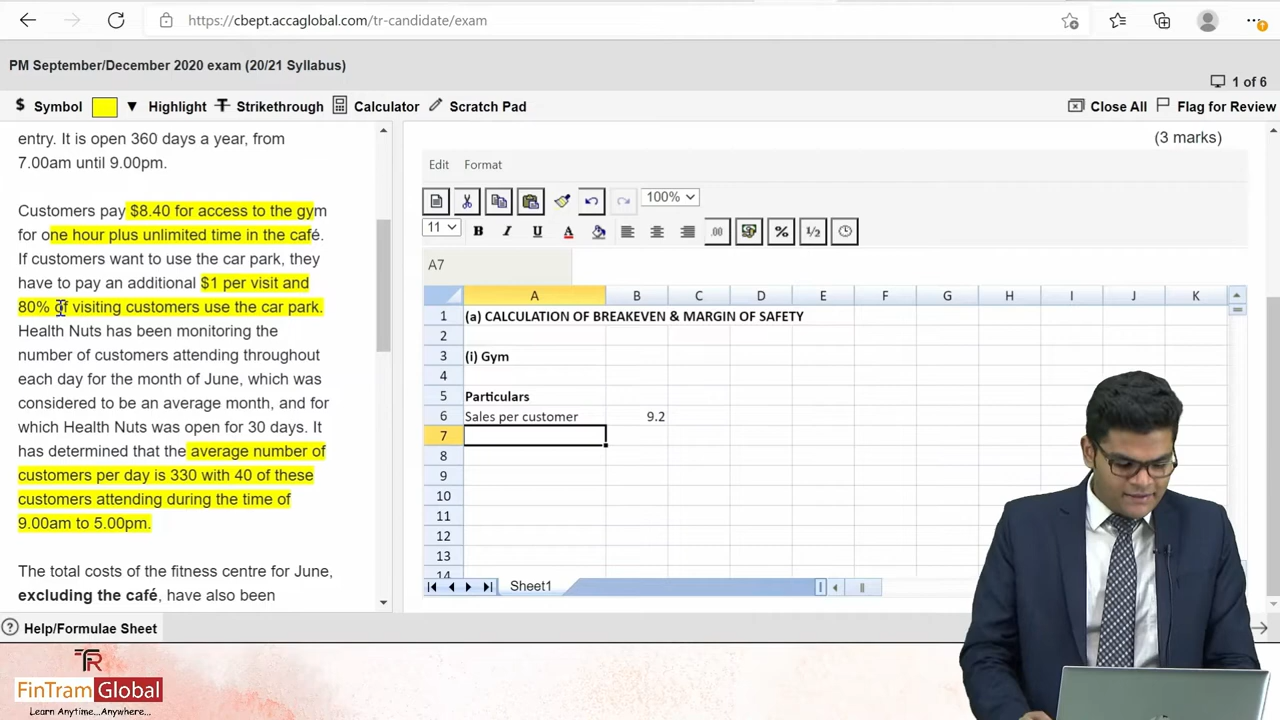 https://cbept.accaglobal.com/tr-candidate/exam
PM September/December 2020 exam (20/21 Syllabus)
1 of 6
$ Symbol Highlight Strikethrough Calculator Scratch Pad Close All Flag for Review
entry. It is open 360 days a year, from
7.00am until 9.00pm.
Customers pay $8.40 for access to the gym
for one hour plus unlimited time in the café.
If customers want to use the car park, they
have to pay an additional $1 per visit and
80% of visiting customers use the car park.
Health Nuts has been monitoring the
number of customers attending throughout
each day for the month of June, which was
considered to be an average month, and for
which Health Nuts was open for 30 days. It
has determined that the average number of
customers per day is 330 with 40 of these
customers attending during the time of
9.00am to 5.00pm.
The total costs of the fitness centre for June,
excluding the café, have also been
(3 marks)
Edit Format
100%
11 B I U A .00 % 1/2
A7
A B C D E F G H I J K
1 (a) CALCULATION OF BREAKEVEN & MARGIN OF SAFETY
2
3 (i) Gym
4
5 Particulars
6 Sales per customer 9.2
7
8
9
10
11
12
13
14
Sheet1
Help/Formulae Sheet
FinTram Global
Learn Anytime...Anywhere...